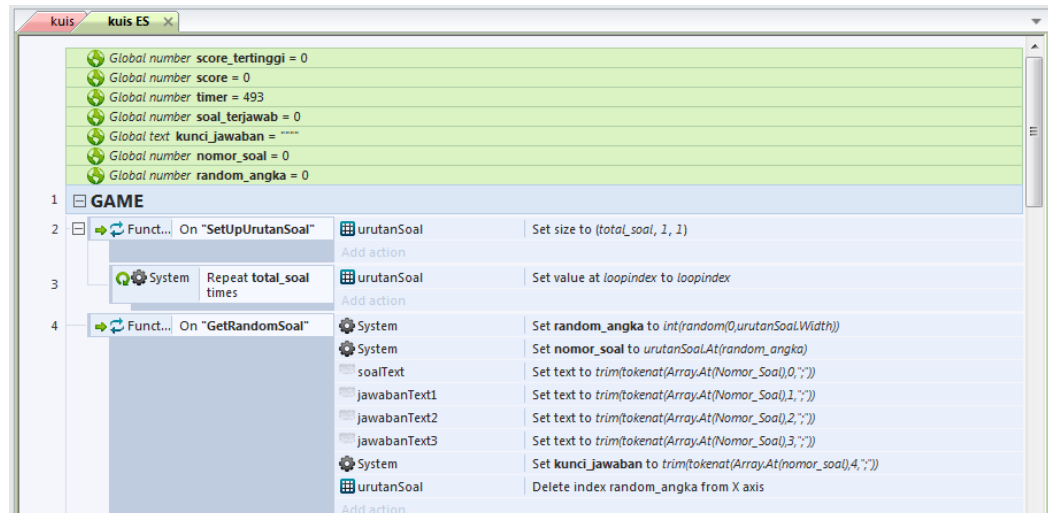 kuis
kuis ES
Global number score_tertinggi = 0
Global number score = 0
Global number timer = 493
Global number soal_terjawab = 0
Global text kunci_jawaban = """"
Global number nomor_soal = 0
Global number random_angka = 0
1 GAME
2 Funct... On "SetUpUrutanSoal" urutanSoal Set size to (total_soal, 1, 1)
Add action
3 System Repeat total_soal times urutanSoal Set value at loopindex to loopindex
Add action
4 Funct... On "GetRandomSoal" System Set random_angka to int(random(0,urutanSoal.Width))
System Set nomor_soal to urutanSoal.At(random_angka)
soalText Set text to trim(tokenat(Array.At(Nomor_Soal),0,";"))
jawabanText1 Set text to trim(tokenat(Array.At(Nomor_Soal),1,";"))
jawabanText2 Set text to trim(tokenat(Array.At(Nomor_Soal),2,";"))
jawabanText3 Set text to trim(tokenat(Array.At(Nomor_Soal),3,";"))
System Set kunci_jawaban to trim(tokenat(Array.At(nomor_soal),4,";"))
urutanSoal Delete index random_angka from X axis
Add action